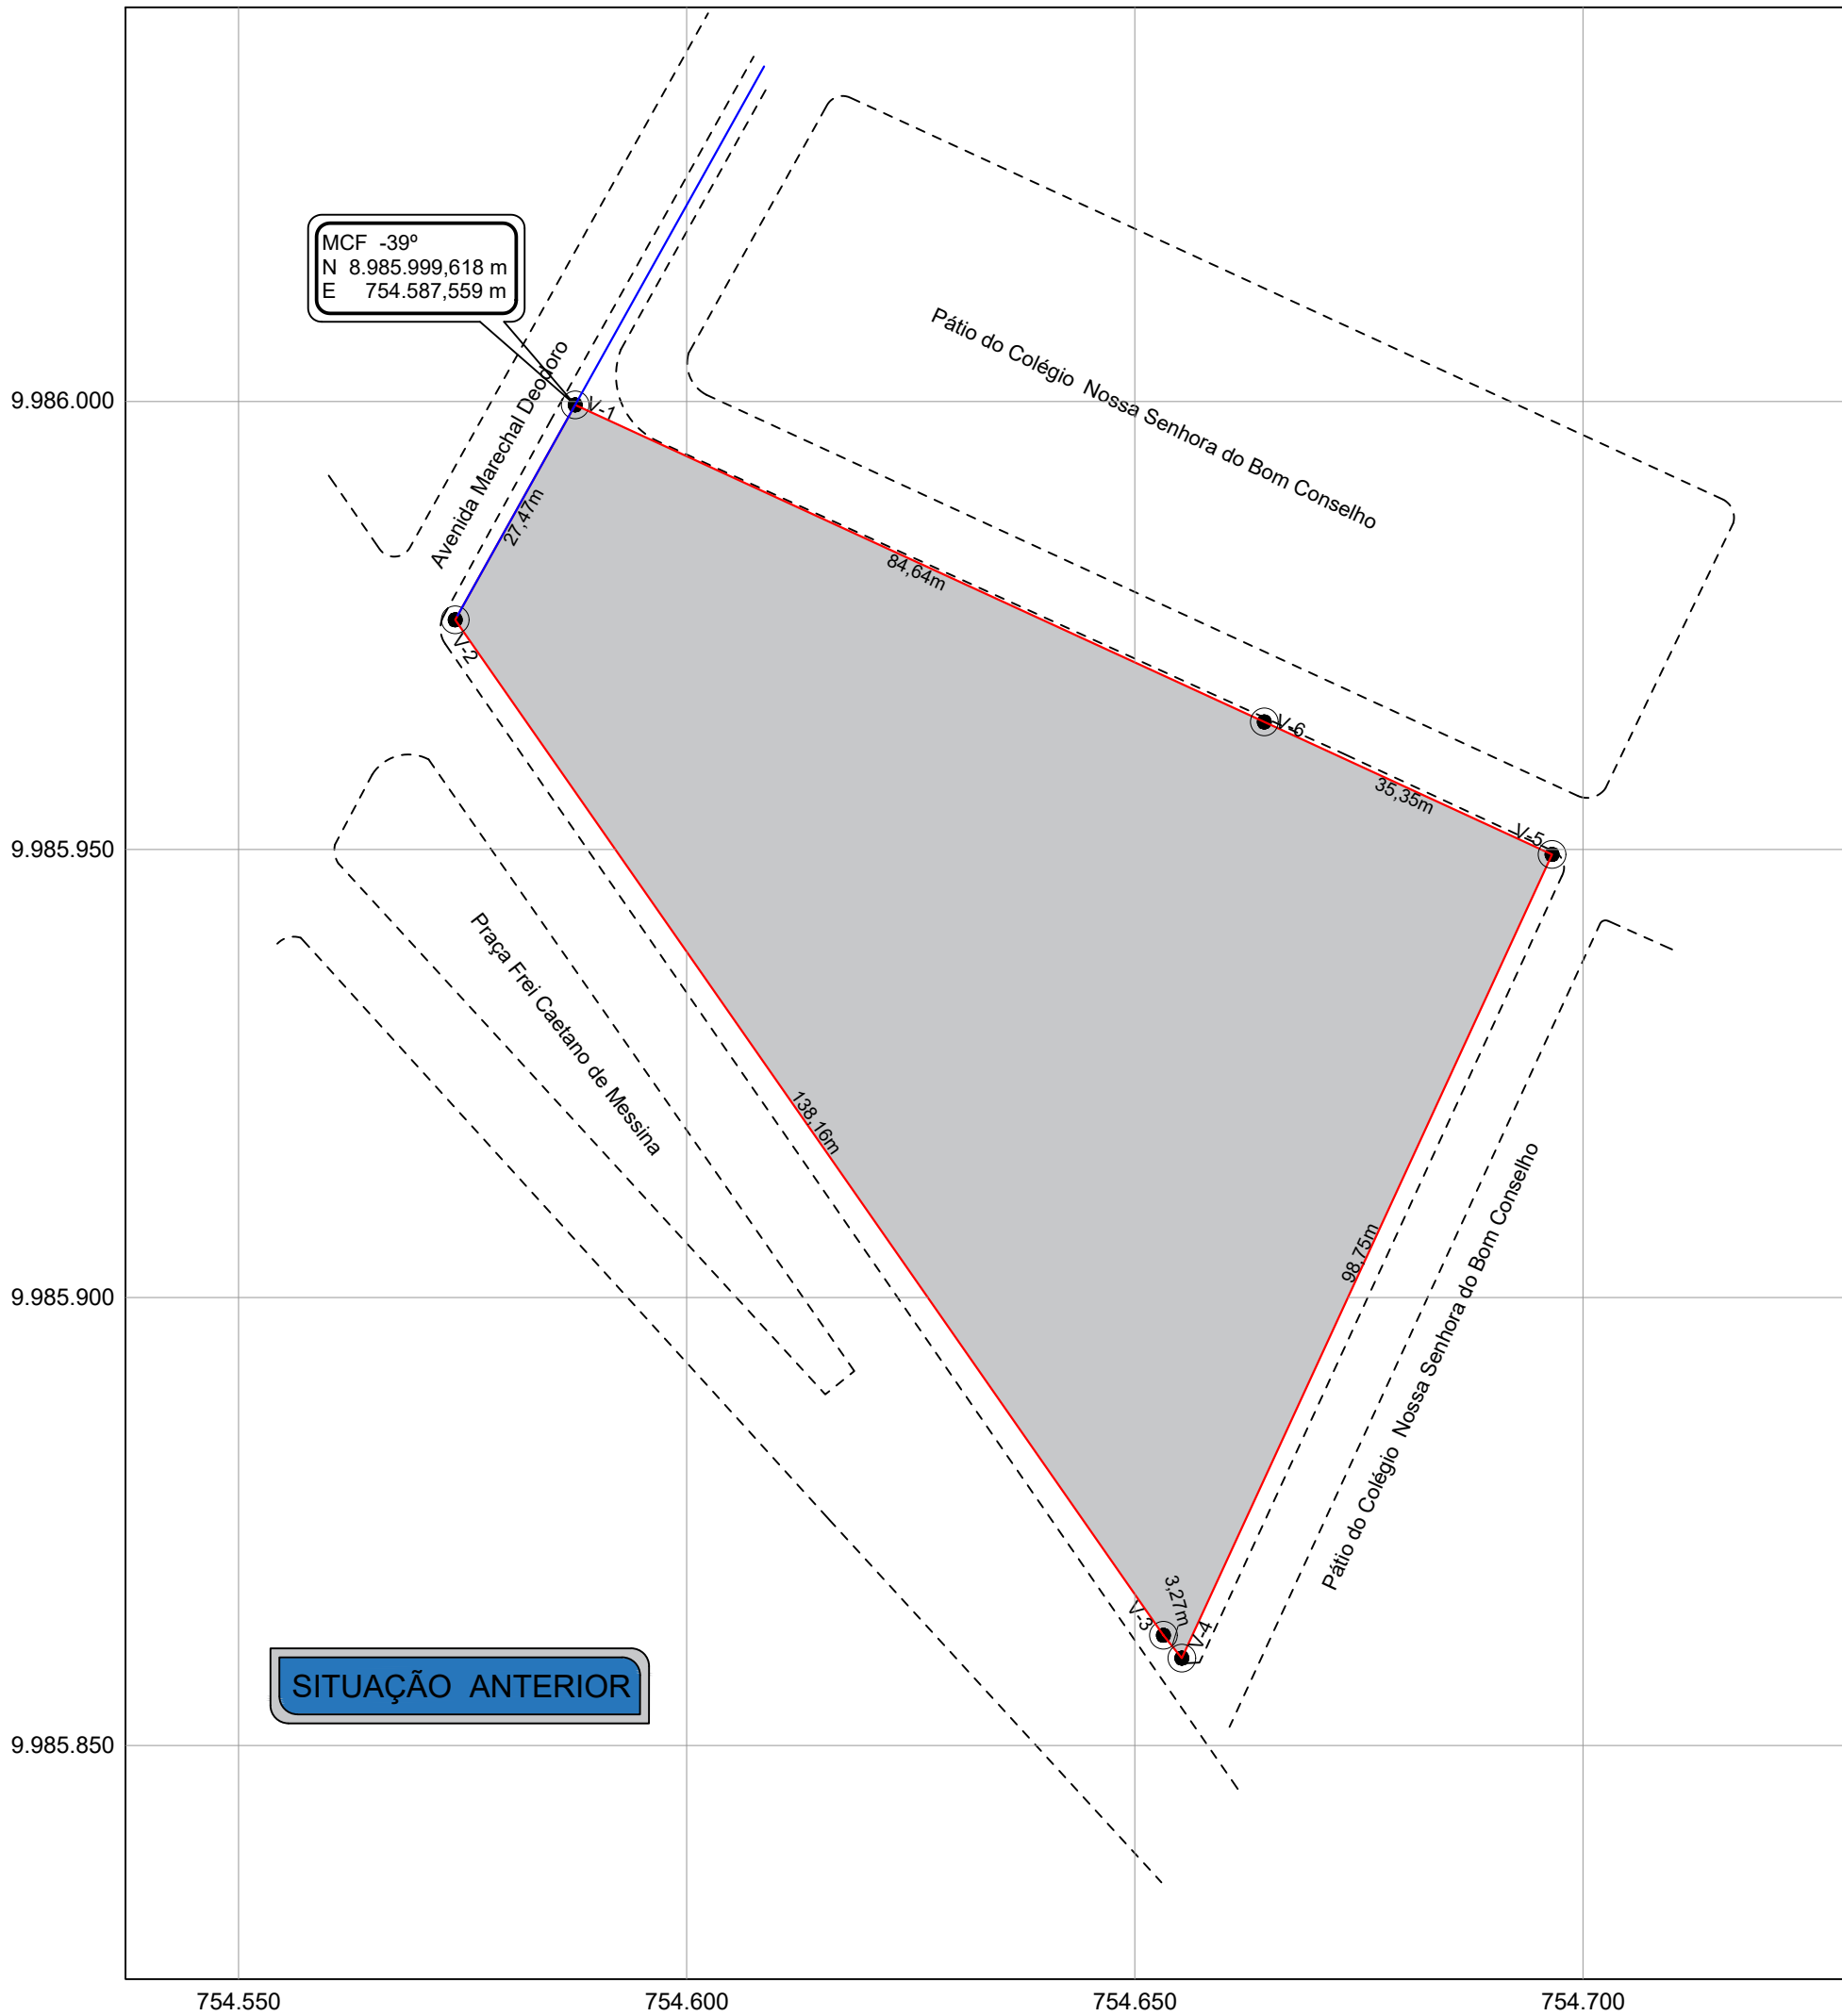 MCF  -39º
N  8.985.999,618 m
E     754.587,559 m
Pátio do Colégio  Nossa Senhora do Bom Conselho
Avenida Marechal Deodoro
9.986.000
V-1
27,47m
84,64m
V-2
V-6
35,35m
V-5
9.985.950
Praça Frei Caetano de Messina
138,16m
98,75m
Pátio do Colégio  Nossa Senhora do Bom Conselho
9.985.900
3,27m
V-3
V-4
SITUAÇÃO  ANTERIOR
9.985.850
754.550
754.600
754.650
754.700